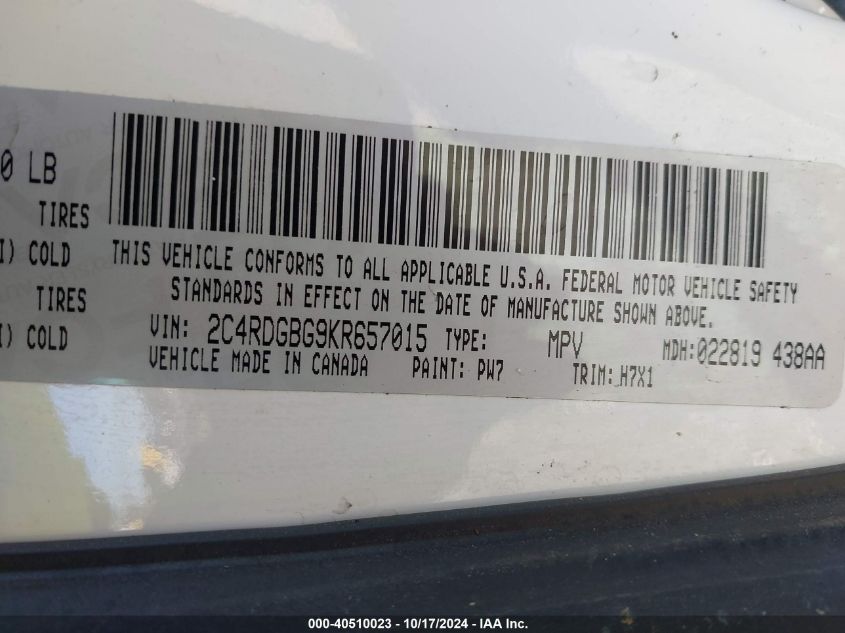 0 LB
TIRES
I) COLD
TIRES
I) COLD
THIS VEHICLE CONFORMS TO ALL APPLICABLE U.S.A. FEDERAL MOTOR VEHICLE SAFETY
STANDARDS IN EFFECT ON THE DATE OF MANUFACTURE SHOWN ABOVE.
VIN: 2C4RDGBG9KR657015 TYPE: MPV MDH:022819 438AA
VEHICLE MADE IN CANADA PAINT: PW7 TRIM: H7X1
000-40510023 - 10/17/2024 - IAA Inc.